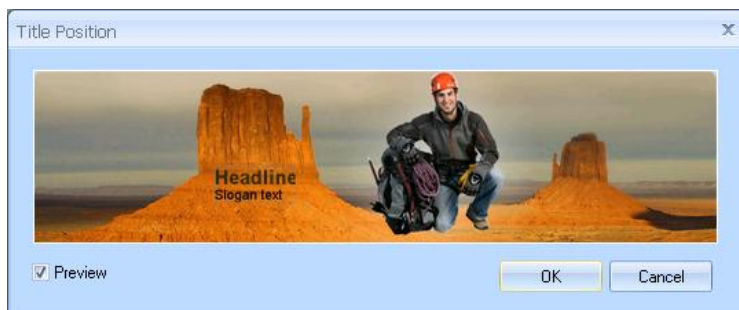 Title Position
Headline
Slogan text
Preview
OK
Cancel